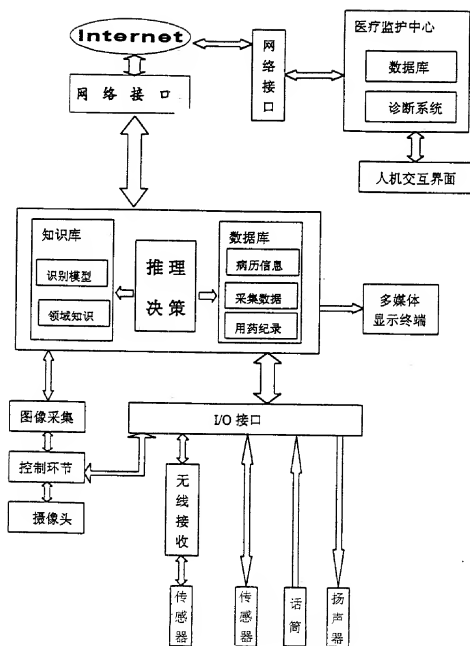 Internet
网络接口
网络接口
医疗监护中心
数据库
诊断系统
人机交互界面
知识库
识别模型
领域知识
推理
决策
数据库
病历信息
采集数据
用药纪录
多媒体
显示终端
图像采集
控制环节
摄像头
I/O 接口
无线接收
传感器
传感器
话筒
扬声器